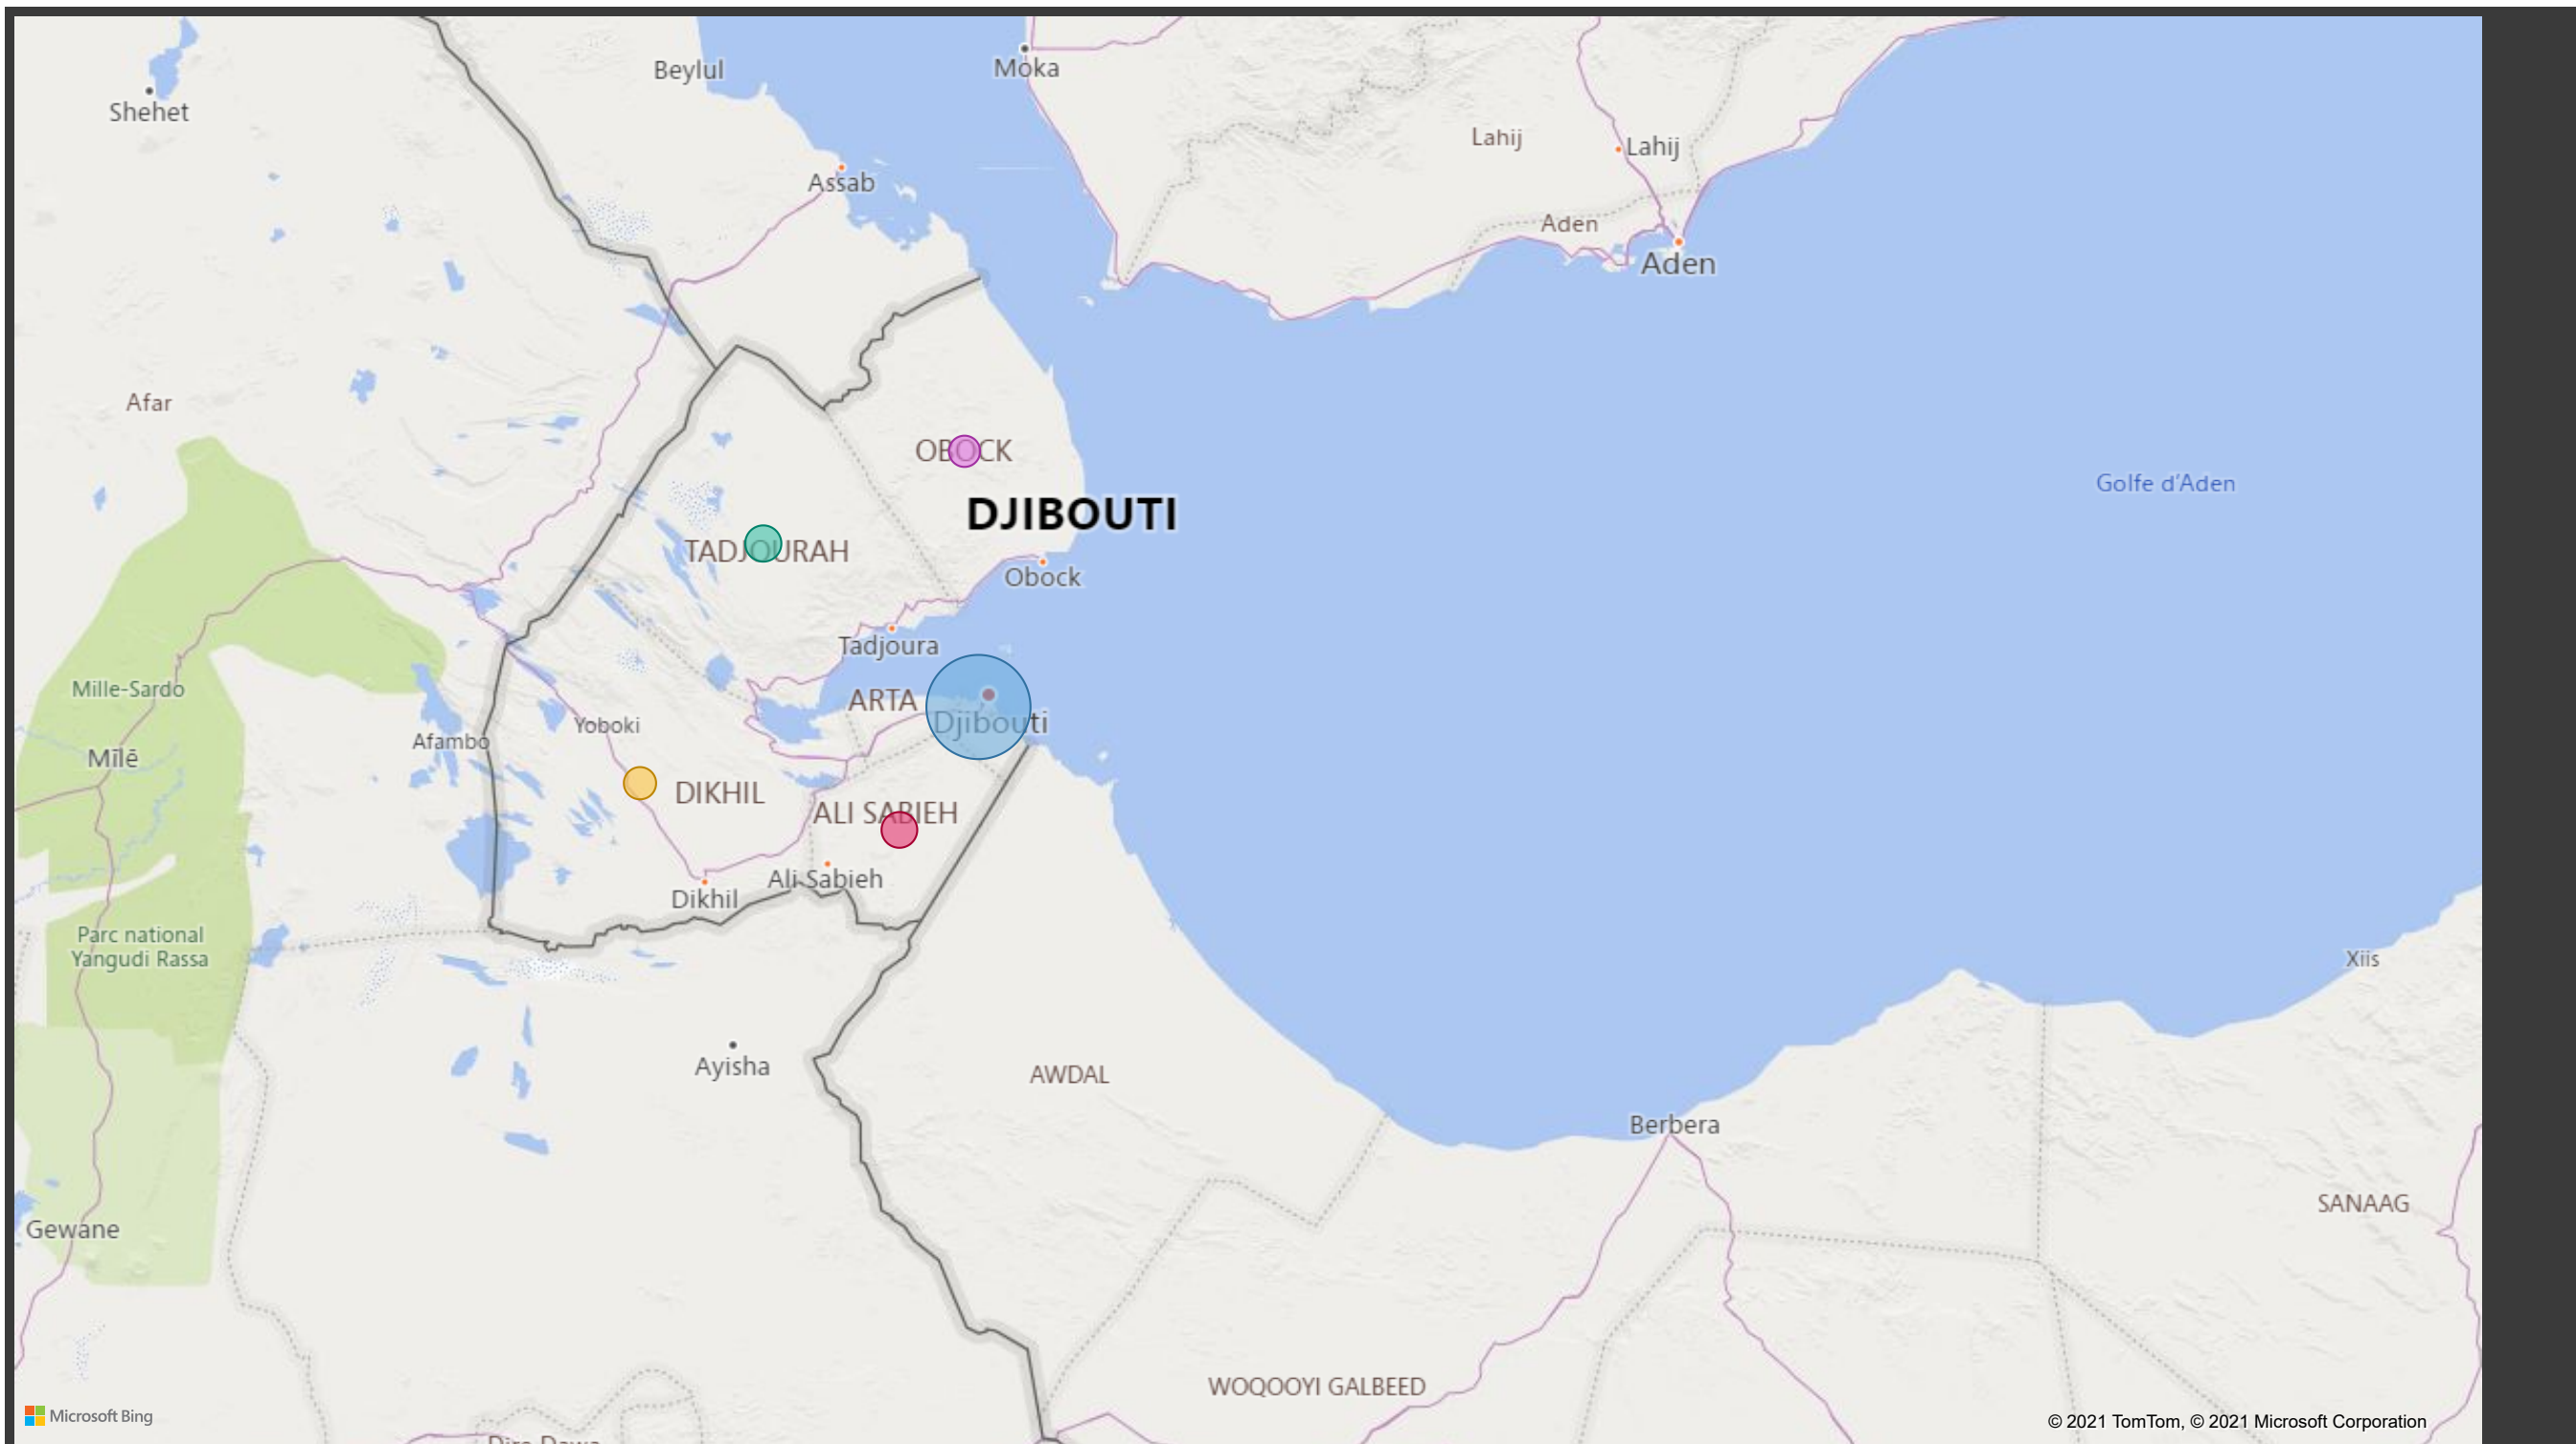 Beylul
Moka
Shehet
Lahij
Lahij
Assab
Aden
Aden
Afar
OBOCK
Golfe d'Aden
DJIBOUTI
TADJOURAH
Obock
Tadjoura
Mille-Sardo
ARTA
Djibouti
Yoboki
Afambo
Mīlē
DIKHIL
ALI SABIEH
Ali Sabieh
Dikhil
Parc national
Yangudi Rassa
Xiis
Ayisha
AWDAL
Berbera
SANAAG
Gewane
WOQOOYI GALBEED
Microsoft Bing
© 2021 TomTom, © 2021 Microsoft Corporation